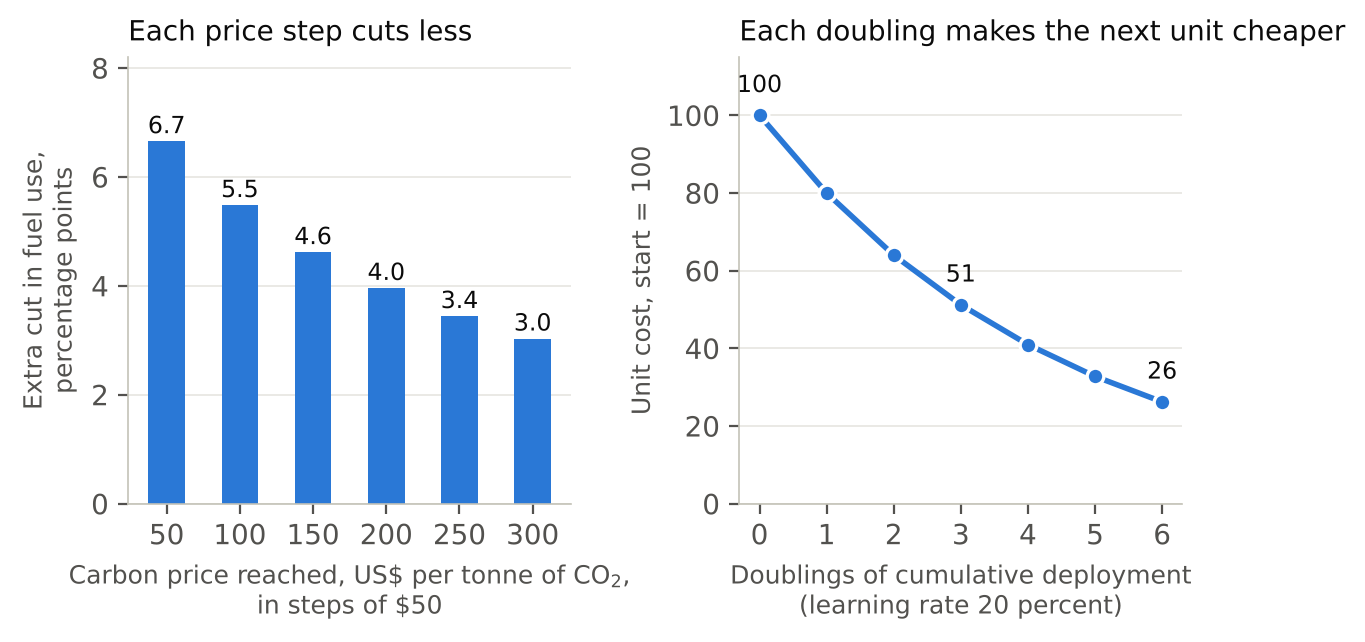 Each price step cuts less
Extra cut in fuel use,
percentage points
8
6
4
2
0
6.7
5.5
4.6
4.0
3.4
3.0
50 100 150 200 250 300
Carbon price reached, US$ per tonne of CO₂,
in steps of $50
Each doubling makes the next unit cheaper
Unit cost, start = 100
100
80
60
40
20
0
100
51
26
0 1 2 3 4 5 6
Doublings of cumulative deployment
(learning rate 20 percent)